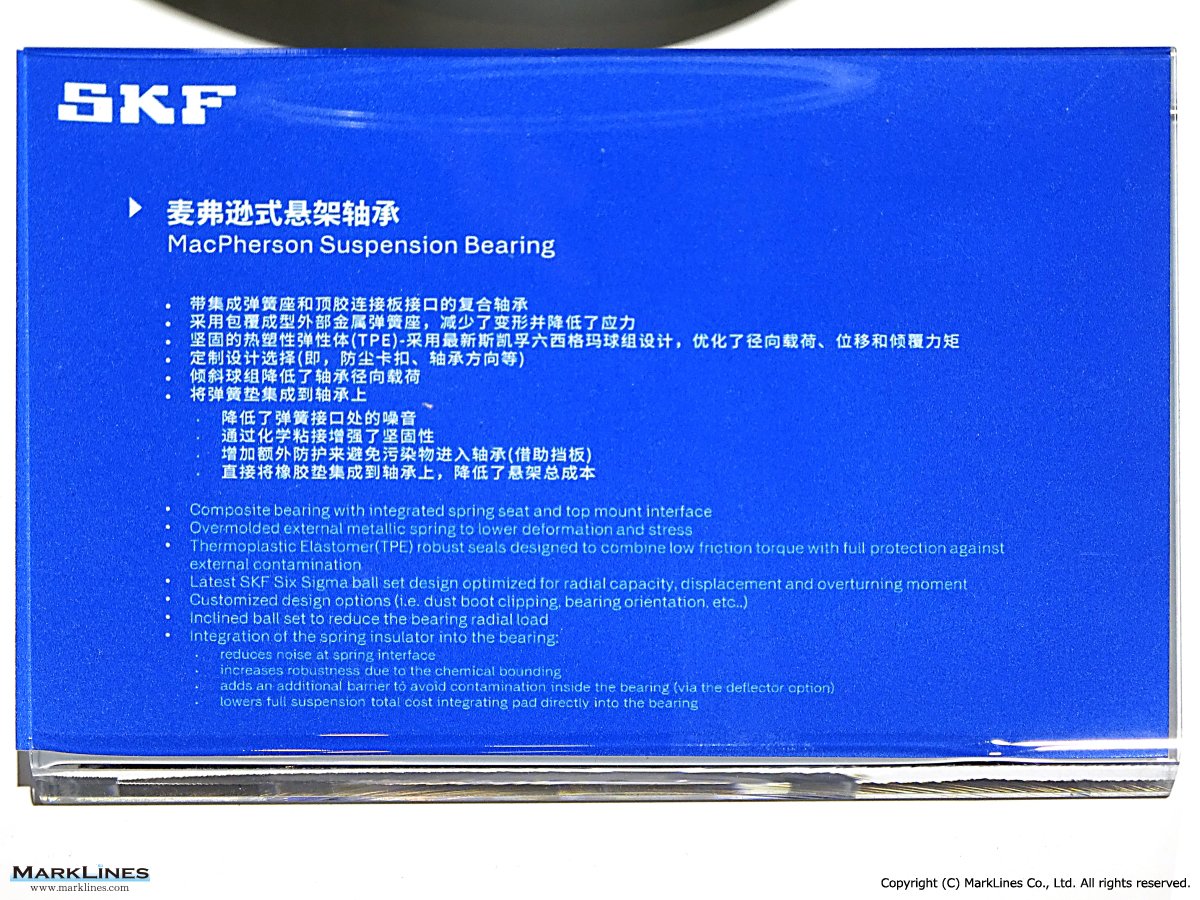 SKF
麦弗逊式悬架轴承
MacPherson Suspension Bearing
• 带集成弹簧座和顶胶连接板接口的复合轴承
• 采用包覆成型外部金属弹簧座，减少了变形并降低了应力
• 坚固的热塑性弹性体(TPE)-采用最新斯凯孚六西格玛球组设计，优化了径向载荷、位移和倾覆力矩
• 定制设计选择(即，防尘卡扣、轴承方向等)
• 倾斜球组降低了轴承径向载荷
• 将弹簧垫集成到轴承上
· 降低了弹簧接口处的噪音
· 通过化学粘接增强了坚固性
· 增加额外防护来避免污染物进入轴承(借助挡板)
· 直接将橡胶垫集成到轴承上，降低了悬架总成本
• Composite bearing with integrated spring seat and top mount interface
• Overmolded external metallic spring to lower deformation and stress
• Thermoplastic Elastomer(TPE) robust seals designed to combine low friction torque with full protection against
external contamination
• Latest SKF Six Sigma ball set design optimized for radial capacity, displacement and overturning moment
• Customized design options (i.e. dust boot clipping, bearing orientation. etc..)
• Inclined ball set to reduce the bearing radial load
• Integration of the spring insulator into the bearing:
· reduces noise at spring interface
· increases robustness due to the chemical bounding
· adds an additional barrier to avoid contamination inside the bearing (via the deflector option)
· lowers full suspension total cost integrating pad directly into the bearing
MARKLINES
www.marklines.com
Copyright (C) MarkLines Co., Ltd. All rights reserved.